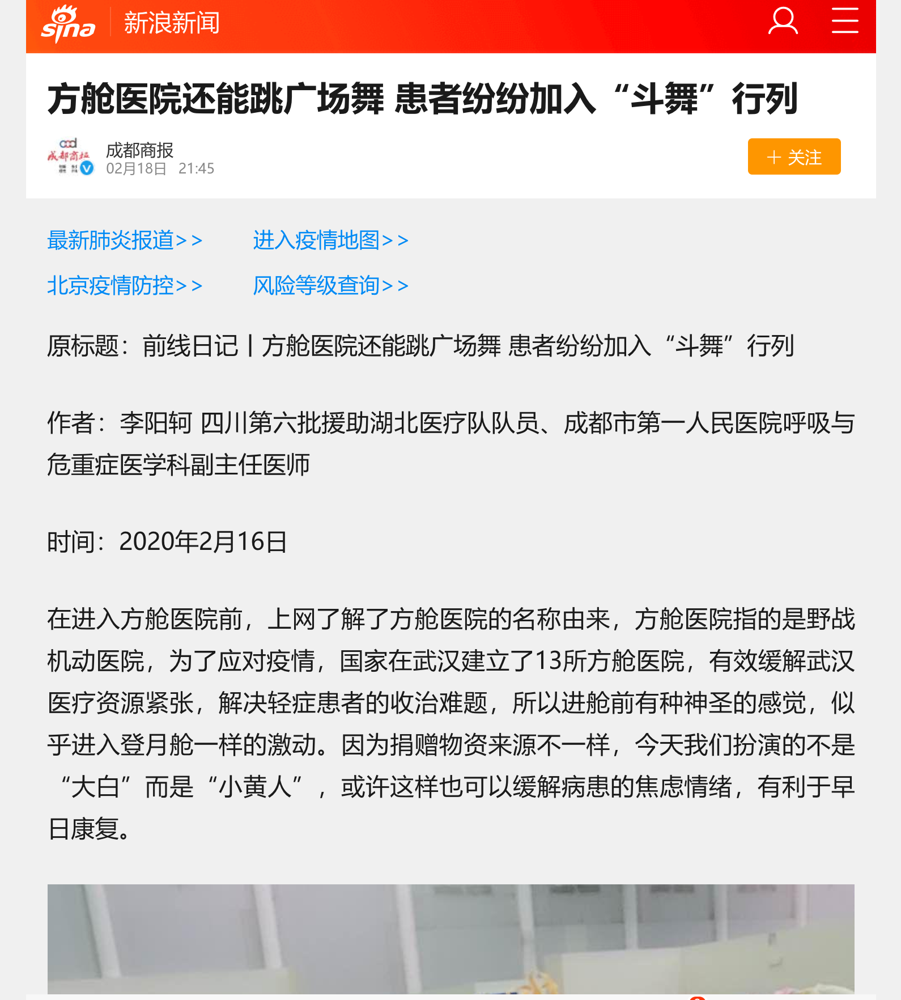 sina 新浪新闻
方舱医院还能跳广场舞 患者纷纷加入“斗舞”行列
成都商报
成都商报
02月18日 21:45
+ 关注
最新肺炎报道>> 进入疫情地图>>
北京疫情防控>> 风险等级查询>>
原标题：前线日记丨方舱医院还能跳广场舞 患者纷纷加入“斗舞”行列
作者：李阳轲 四川第六批援助湖北医疗队队员、成都市第一人民医院呼吸与
危重症医学科副主任医师
时间：2020年2月16日
在进入方舱医院前，上网了解了方舱医院的名称由来，方舱医院指的是野战
机动医院，为了应对疫情，国家在武汉建立了13所方舱医院，有效缓解武汉
医疗资源紧张，解决轻症患者的收治难题，所以进舱前有种神圣的感觉，似
乎进入登月舱一样的激动。因为捐赠物资来源不一样，今天我们扮演的不是
“大白”而是“小黄人”，或许这样也可以缓解病患的焦虑情绪，有利于早
日康复。